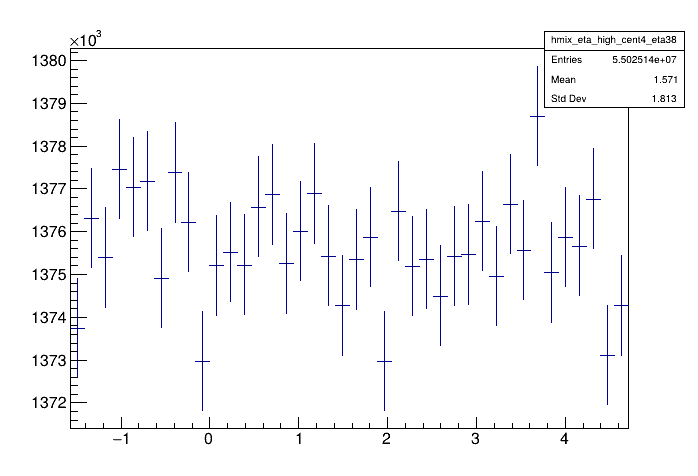 ×10³
hmix_eta_high_cent4_eta38
Entries 5.502514e+07
Mean 1.571
Std Dev 1.813
1380
1379
1378
1377
1376
1375
1374
1373
1372
−1 0 1 2 3 4